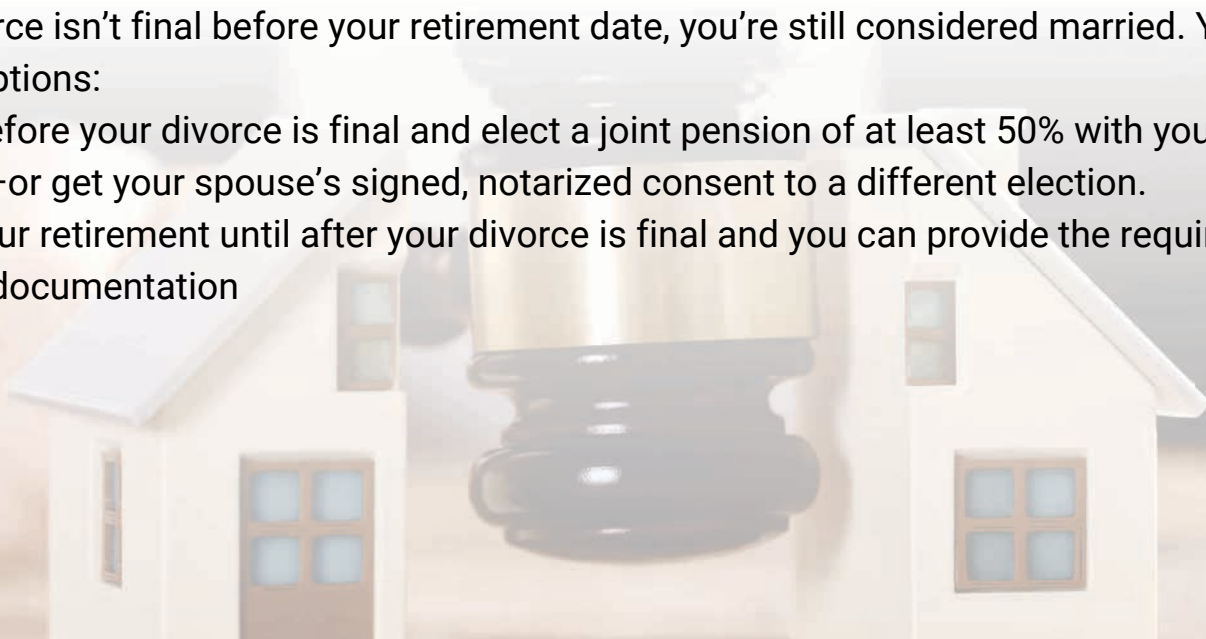 rce isn’t final before your retirement date, you’re still considered married. Y
ptions:
efore your divorce is final and elect a joint pension of at least 50% with you
-or get your spouse’s signed, notarized consent to a different election.
ur retirement until after your divorce is final and you can provide the requi
documentation